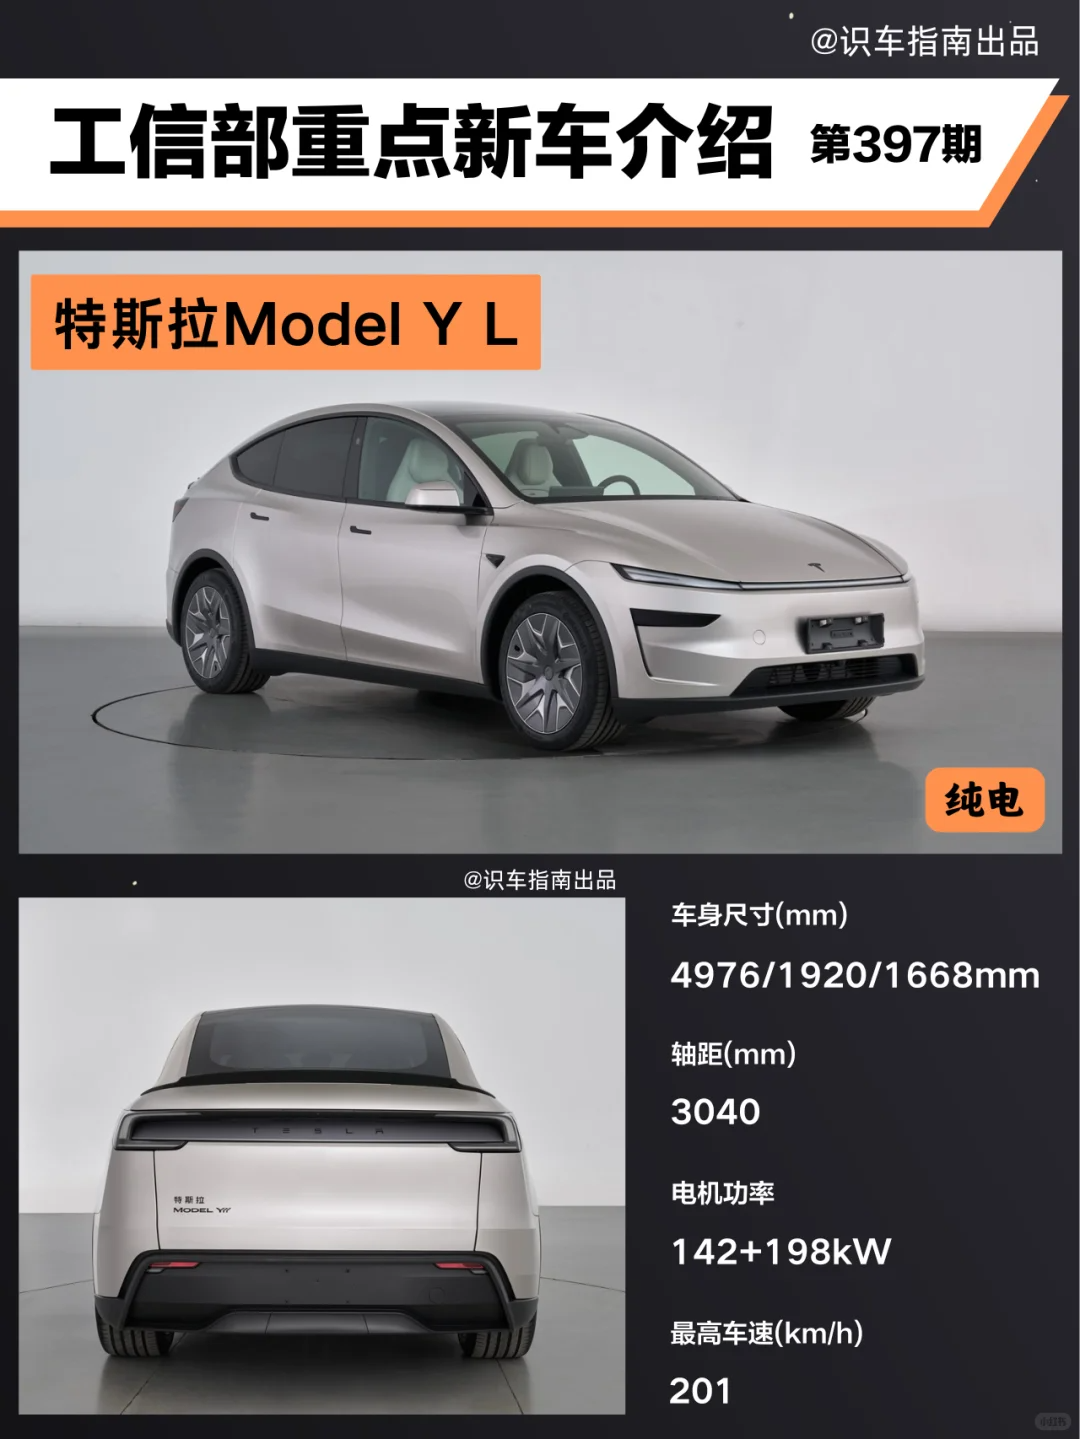 @识车指南出品
工信部重点新车介绍 第397期
特斯拉Model Y L
纯电
@识车指南出品
车身尺寸(mm)
4976/1920/1668mm
轴距(mm)
3040
电机功率
142+198kW
最高车速(km/h)
201
TESLA
特斯拉
MODEL Y
小红书